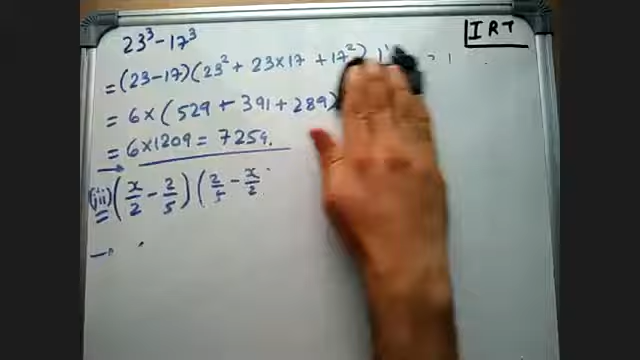 23³-17³
IRT
=(23-17)(23²+23×17+17²)
=6×(529+391+289)
=6×1209=7254.
(iii)(x/2-2/5)(2/5-x/2